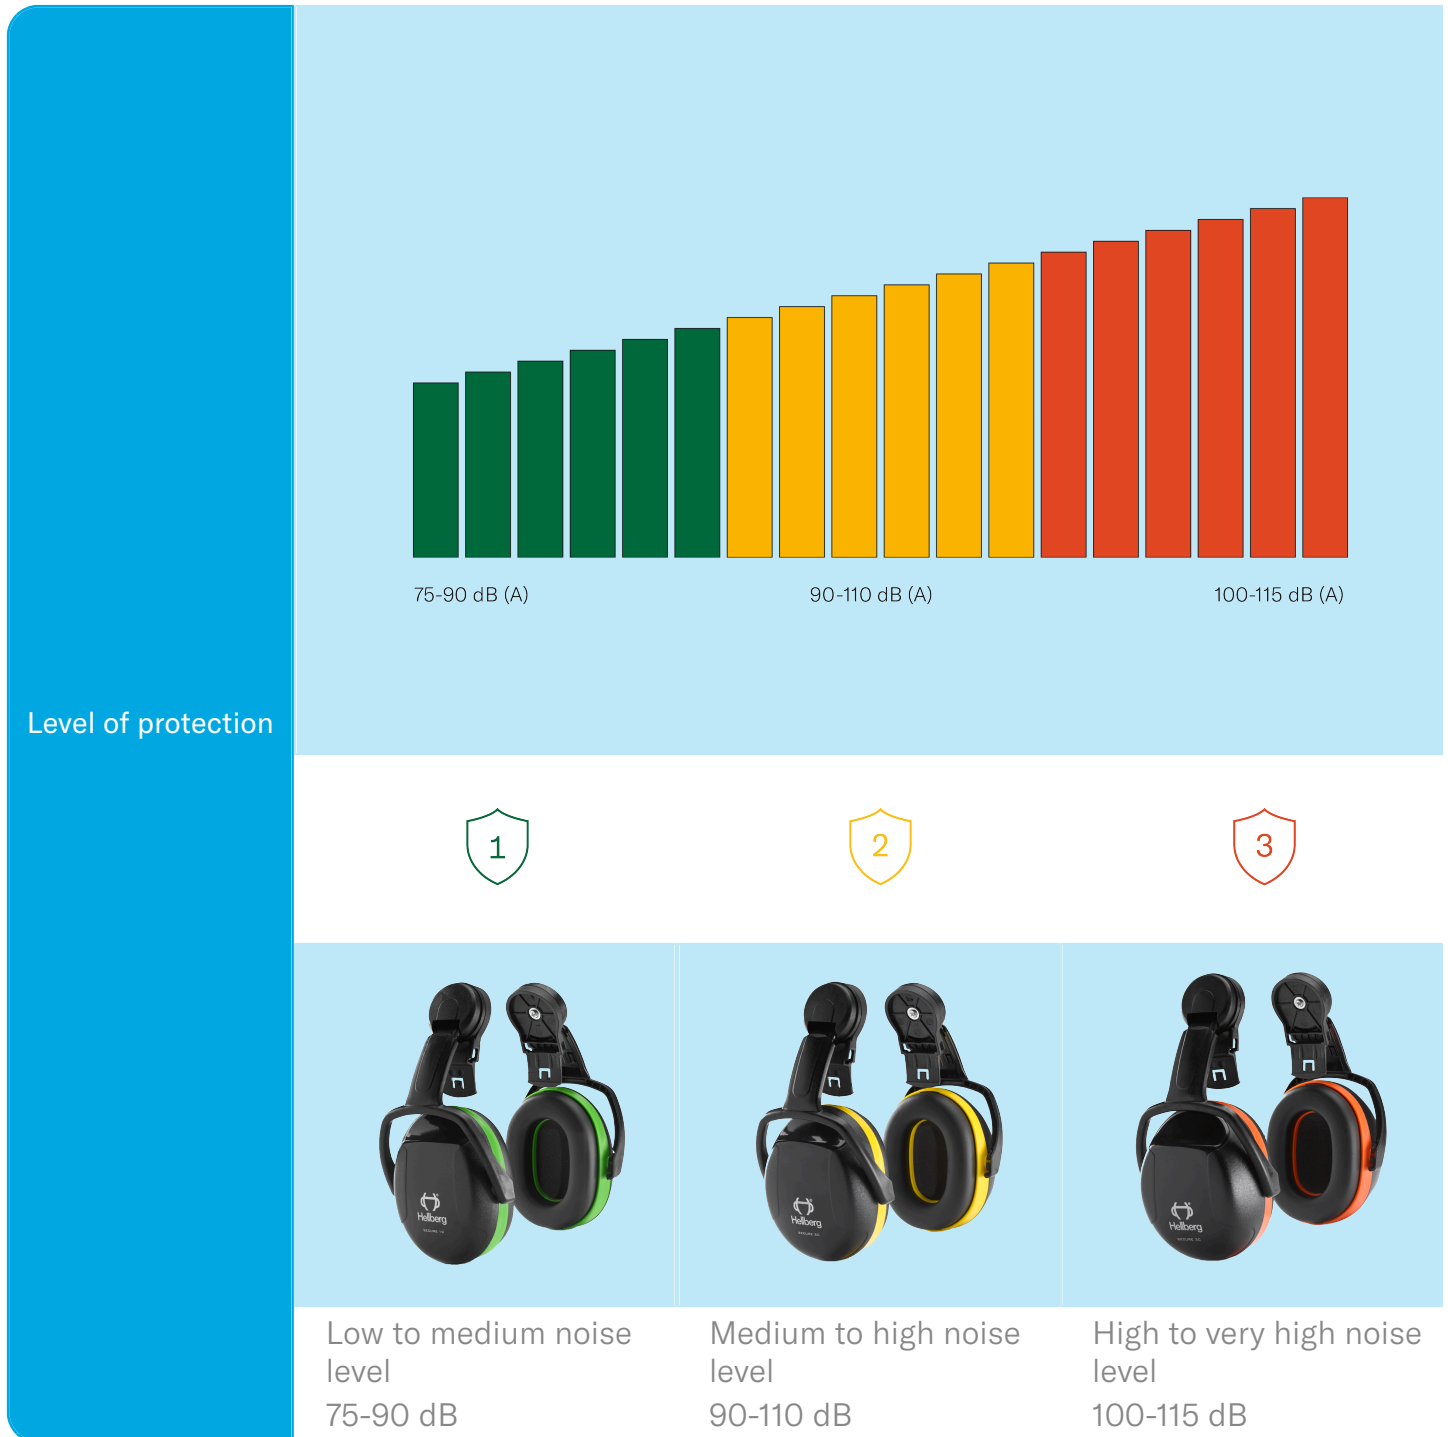 75-90 dB (A)
90-110 dB (A)
100-115 dB (A)
Level of protection
1
2
3
Hellberg
Hellberg
Hellberg
Low to medium noise
level
75-90 dB
Medium to high noise
level
90-110 dB
High to very high noise
level
100-115 dB